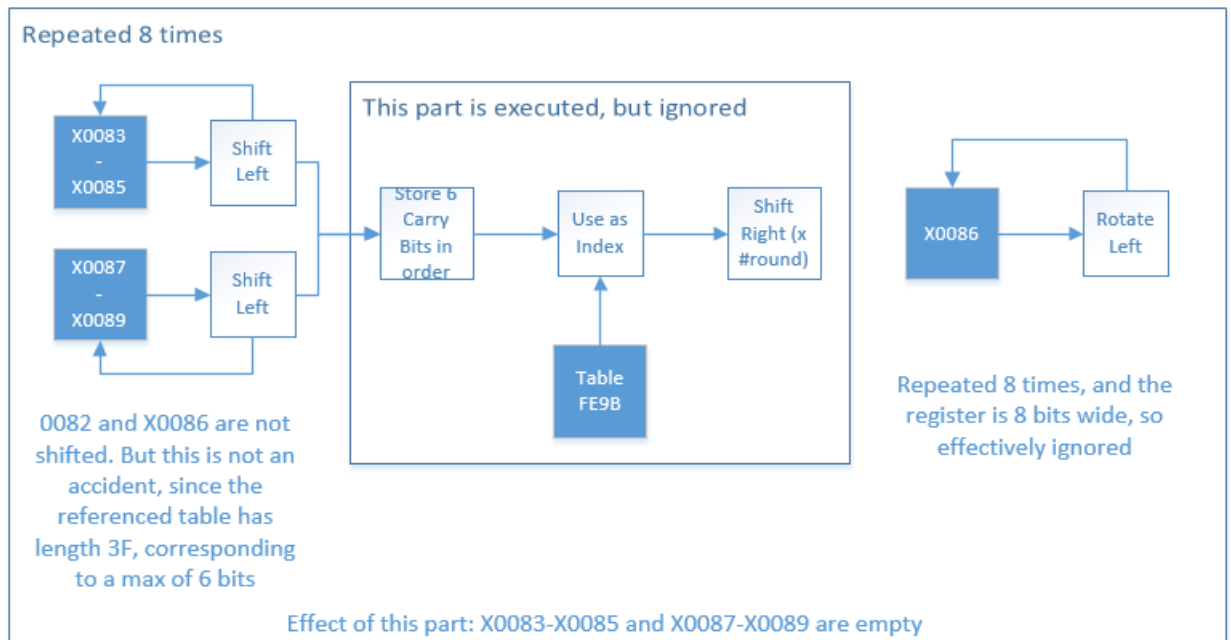 Repeated 8 times
This part is executed, but ignored
X0083
-
X0085
Shift
Left
X0087
-
X0089
Shift
Left
Store 6
Carry
Bits in
order
Use as
Index
Shift
Right (x
#round)
Table
FE9B
X0086
Rotate
Left
0082 and X0086 are not
shifted. But this is not an
accident, since the
referenced table has
length 3F, corresponding
to a max of 6 bits
Repeated 8 times, and the
register is 8 bits wide, so
effectively ignored
Effect of this part: X0083-X0085 and X0087-X0089 are empty